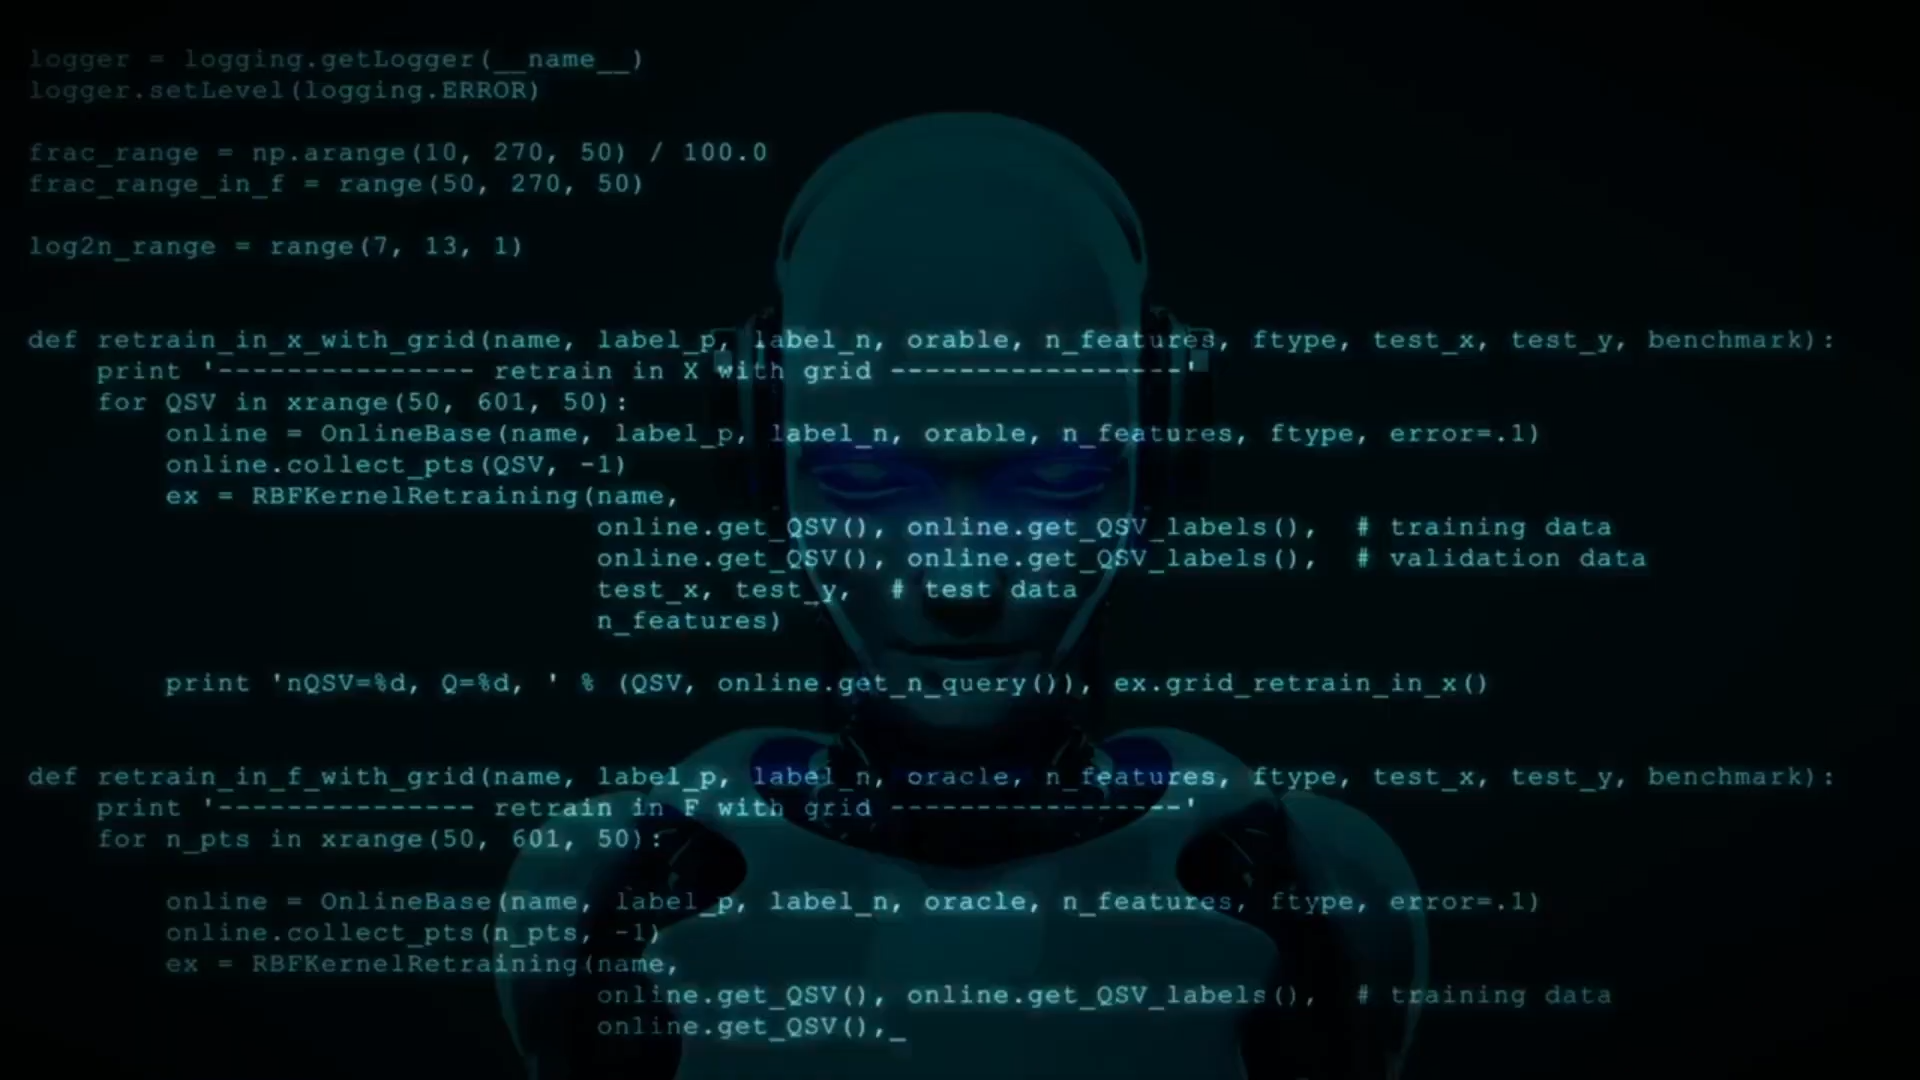 logger = logging.getLogger(__name__)
logger.setLevel(logging.ERROR)
frac_range = np.arange(10, 270, 50) / 100.0
frac_range_in_f = range(50, 270, 50)
log2n_range = range(7, 13, 1)
def retrain_in_x_with_grid(name, label_p, label_n, orable, n_features, ftype, test_x, test_y, benchmark):
print '--------------- retrain in X with grid -----------------'
for QSV in xrange(50, 601, 50):
online = OnlineBase(name, label_p, label_n, orable, n_features, ftype, error=.1)
online.collect_pts(QSV, -1)
ex = RBFKernelRetraining(name,
online.get_QSV(), online.get_QSV_labels(),  # training data
online.get_QSV(), online.get_QSV_labels(),  # validation data
test_x, test_y,  # test data
n_features)
print 'nQSV=%d, Q=%d, ' % (QSV, online.get_n_query()), ex.grid_retrain_in_x()
def retrain_in_f_with_grid(name, label_p, label_n, oracle, n_features, ftype, test_x, test_y, benchmark):
print '--------------- retrain in F with grid -----------------'
for n_pts in xrange(50, 601, 50):
online = OnlineBase(name, label_p, label_n, oracle, n_features, ftype, error=.1)
online.collect_pts(n_pts, -1)
ex = RBFKernelRetraining(name,
online.get_QSV(), online.get_QSV_labels(),  # training data
online.get_QSV(),_